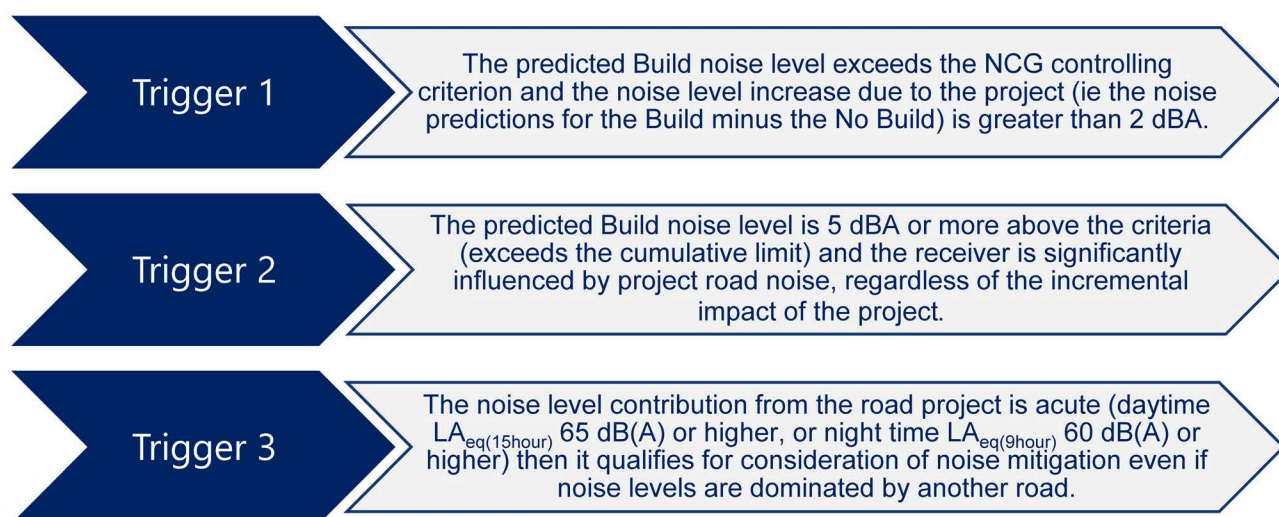 Trigger 1
The predicted Build noise level exceeds the NCG controlling
criterion and the noise level increase due to the project (ie the noise
predictions for the Build minus the No Build) is greater than 2 dBA.
Trigger 2
The predicted Build noise level is 5 dBA or more above the criteria
(exceeds the cumulative limit) and the receiver is significantly
influenced by project road noise, regardless of the incremental
impact of the project.
Trigger 3
The noise level contribution from the road project is acute (daytime
LAeq(15hour) 65 dB(A) or higher, or night time LAeq(9hour) 60 dB(A) or
higher) then it qualifies for consideration of noise mitigation even if
noise levels are dominated by another road.